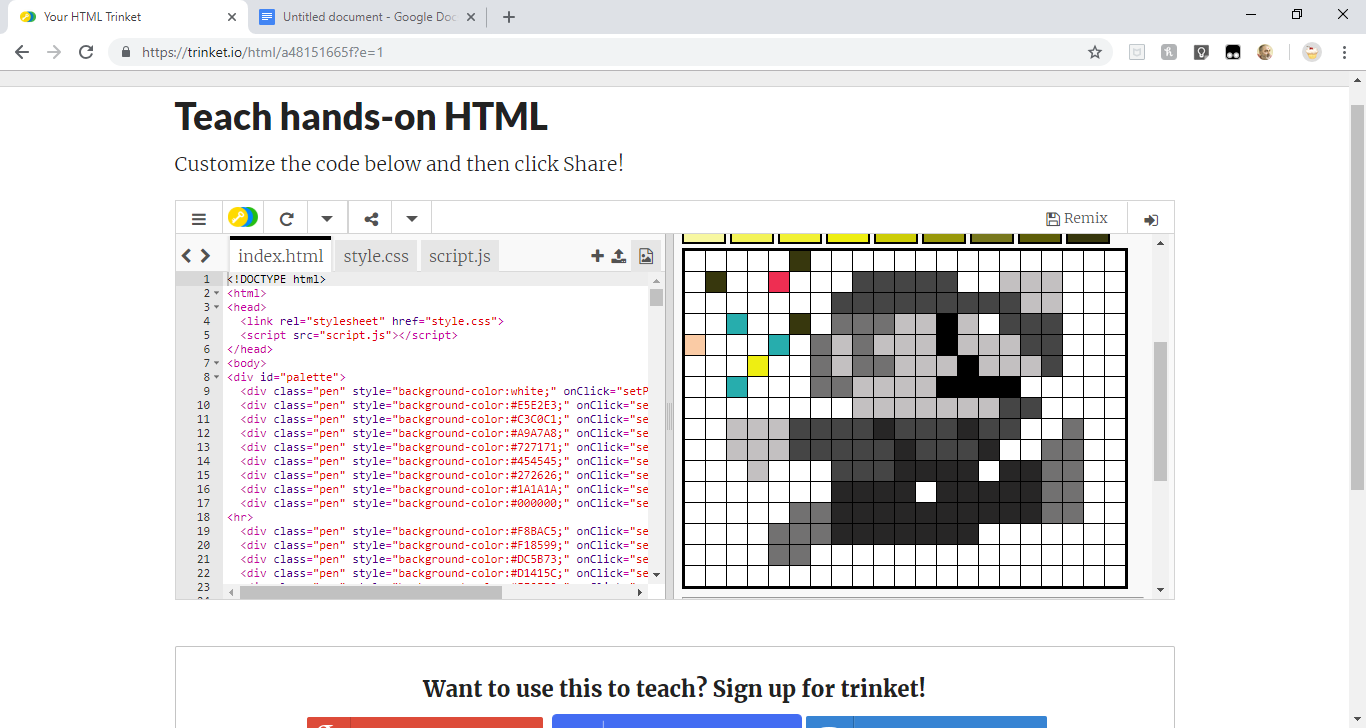 Your HTML Trinket
Untitled document - Google Doc
https://trinket.io/html/a48151665f?e=1
Teach hands-on HTML
Customize the code below and then click Share!
Remix
index.html style.css script.js
1 <!DOCTYPE html>
2 <html>
3 <head>
4 <link rel="stylesheet" href="style.css">
5 <script src="script.js"></script>
6 </head>
7 <body>
8 <div id="palette">
9 <div class="pen" style="background-color:white;" onClick="setP
10 <div class="pen" style="background-color:#E5E2E3;" onClick="se
11 <div class="pen" style="background-color:#C3C0C1;" onClick="se
12 <div class="pen" style="background-color:#A9A7A8;" onClick="se
13 <div class="pen" style="background-color:#727171;" onClick="se
14 <div class="pen" style="background-color:#454545;" onClick="se
15 <div class="pen" style="background-color:#272626;" onClick="se
16 <div class="pen" style="background-color:#1A1A1A;" onClick="se
17 <div class="pen" style="background-color:#000000;" onClick="se
18 <hr>
19 <div class="pen" style="background-color:#F8BAC5;" onClick="se
20 <div class="pen" style="background-color:#F18599;" onClick="se
21 <div class="pen" style="background-color:#DC5B73;" onClick="se
22 <div class="pen" style="background-color:#D1415C;" onClick="se
23
Want to use this to teach? Sign up for trinket!